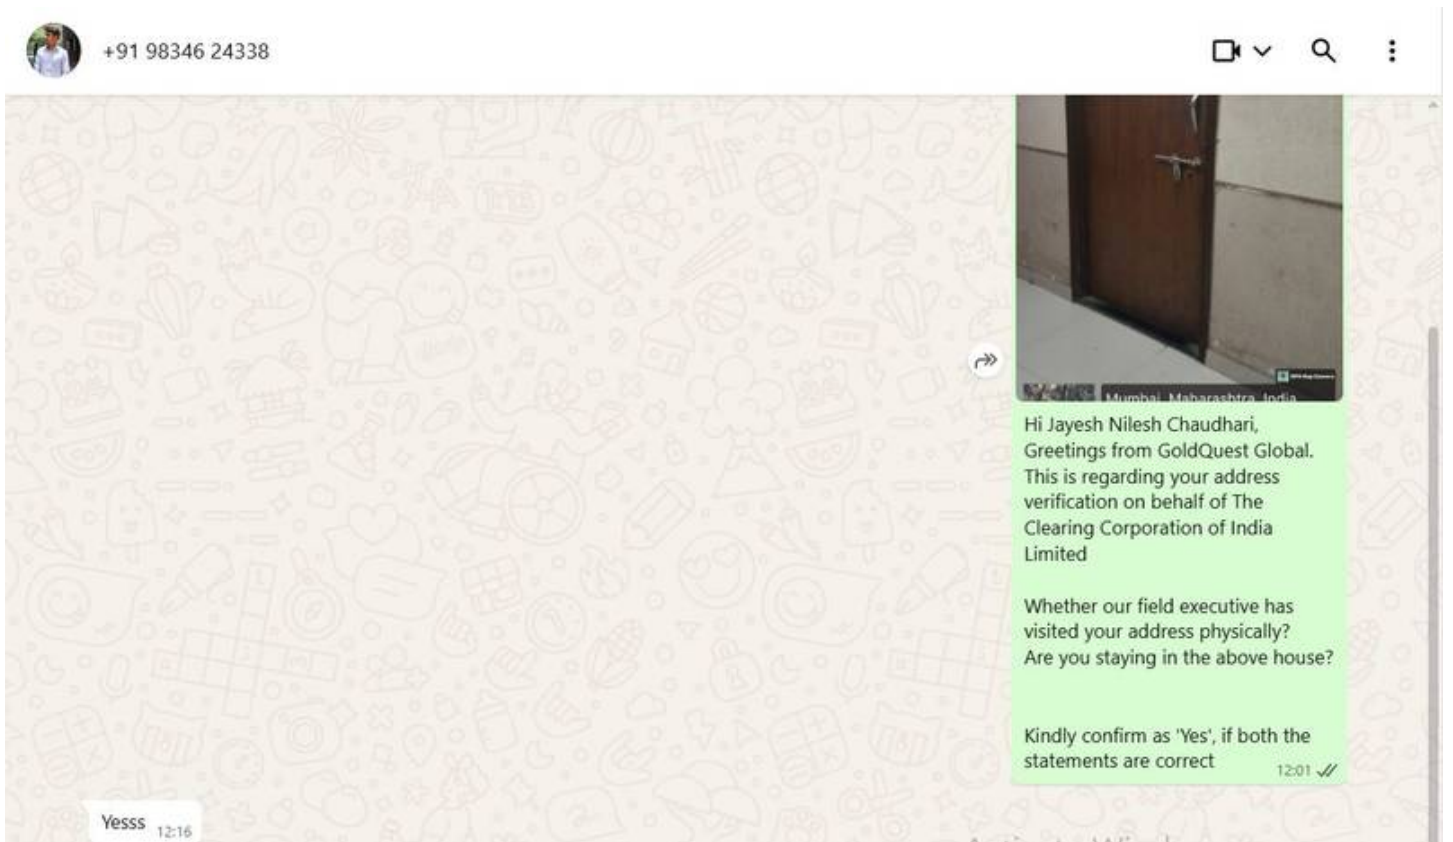 +91 98346 24338
Mumbai, Maharashtra, India
Hi Jayesh Nilesh Chaudhari,
Greetings from GoldQuest Global.
This is regarding your address
verification on behalf of The
Clearing Corporation of India
Limited
Whether our field executive has
visited your address physically?
Are you staying in the above house?
Kindly confirm as 'Yes', if both the
statements are correct
12:01
Yesss 12:16